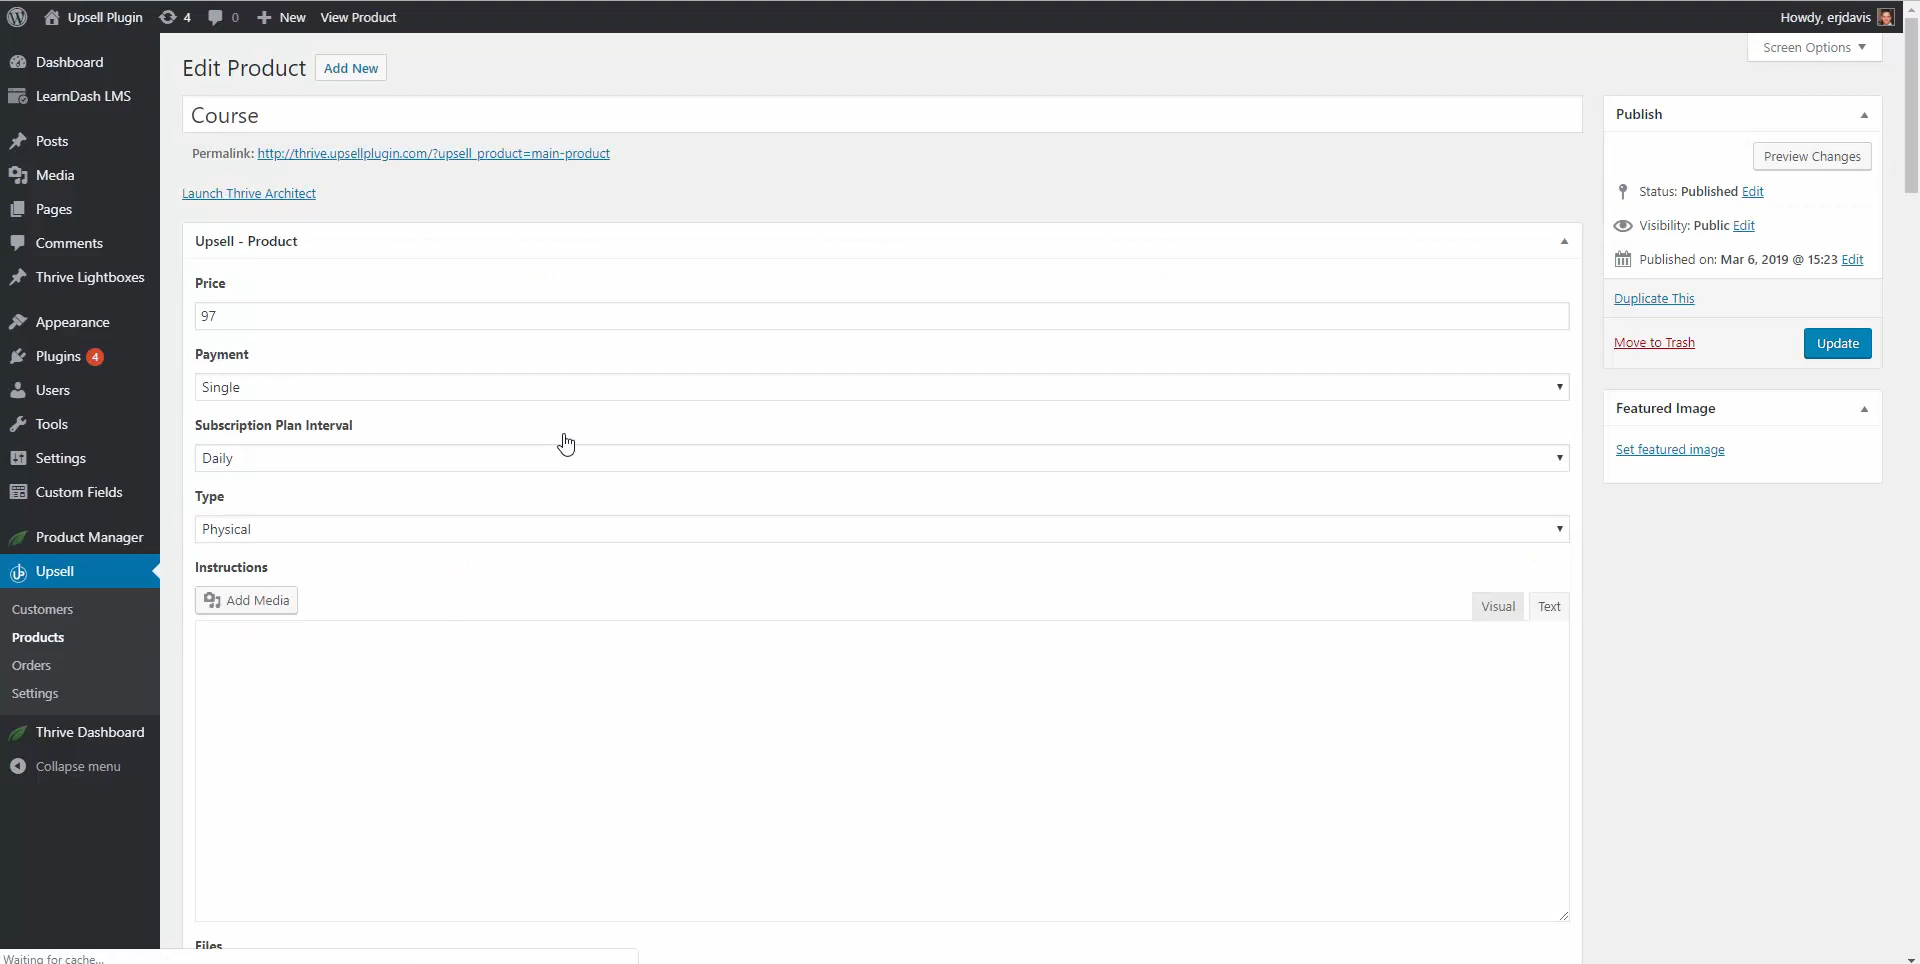 Upsell Plugin 4 0 New View Product Howdy, erjdavis
Screen Options
Dashboard
LearnDash LMS
Posts
Media
Pages
Comments
Thrive Lightboxes
Appearance
Plugins 4
Users
Tools
Settings
Custom Fields
Product Manager
Upsell
Customers
Products
Orders
Settings
Thrive Dashboard
Collapse menu
Edit Product Add New
Course
Permalink: http://thrive.upsellplugin.com/?upsell_product=main-product
Launch Thrive Architect
Upsell - Product
Price
97
Payment
Single
Subscription Plan Interval
Daily
Type
Physical
Instructions
Add Media
Visual Text
Files
Publish
Preview Changes
Status: Published Edit
Visibility: Public Edit
Published on: Mar 6, 2019 @ 15:23 Edit
Duplicate This
Move to Trash Update
Featured Image
Set featured image
Waiting for cache...